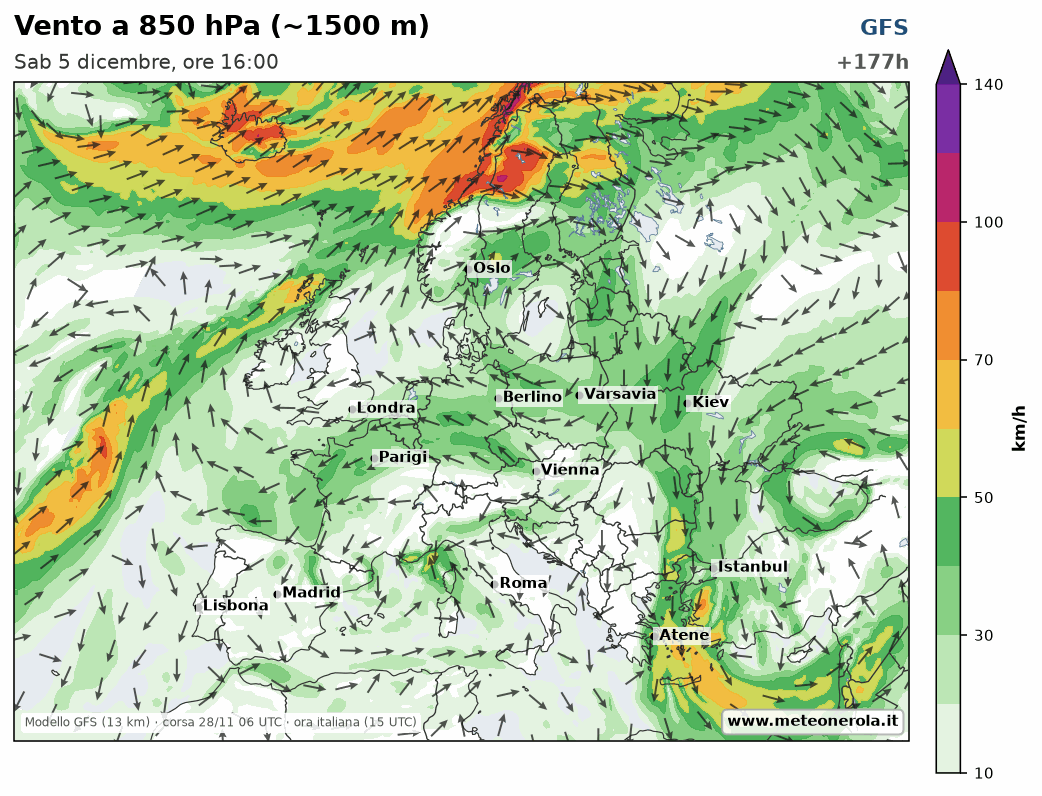 Vento a 850 hPa (~1500 m)
GFS
Sab 5 dicembre, ore 16:00
+177h
140
100
70
50
30
10
km/h
Oslo
Londra
Berlino
Varsavia
Kiev
Parigi
Vienna
Istanbul
Roma
Madrid
Lisbona
Atene
Modello GFS (13 km) · corsa 28/11 06 UTC · ora italiana (15 UTC)
www.meteonerola.it